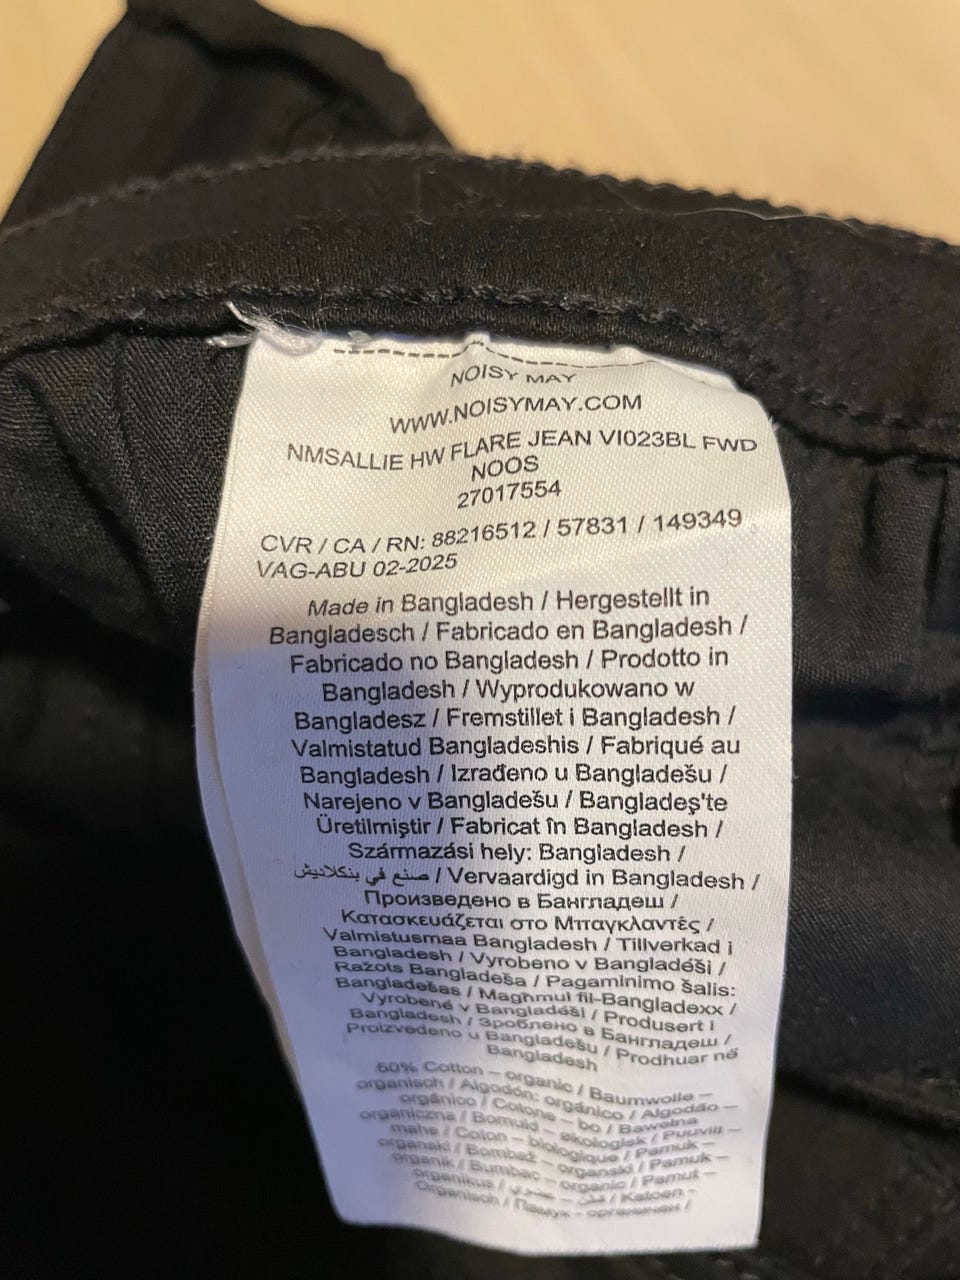 NOISY MAY
WWW.NOISYMAY.COM
NMSALLIE HW FLARE JEAN VI023BL FWD
NOOS
27017554
CVR / CA / RN: 88216512 / 57831 / 149349
VAG-ABU 02-2025
Made in Bangladesh / Hergestellt in
Bangladesch / Fabricado en Bangladesh /
Fabricado no Bangladesh / Prodotto in
Bangladesh / Wyprodukowano w
Bangladesz / Fremstillet i Bangladesh /
Valmistatud Bangladeshis / Fabriqué au
Bangladesh / Izrađeno u Bangladešu /
Narejeno v Bangladešu / Bangladeş'te
Üretilmiştir / Fabricat în Bangladesh /
Származási hely: Bangladesh /
صنع في بنكلاديش / Vervaardigd in Bangladesh /
Произведено в Бангладеш /
Κατασκευάζεται στο Μπαγκλαντές /
Valmistusmaa Bangladesh / Tillverkad i
Bangladesh / Vyrobeno v Bangladéši /
Ražots Bangladeša / Pagaminimo šalis:
Bangladešas / Magħmul fil-Bangladexx /
Vyrobené v Bangladéši / Produsert i
Bangladesh / Зроблено в Бангладеш /
Proizvedeno u Bangladešu / Prodhuar në
Bangladesh
50% Cotton – organic / Baumwolle –
organisch / Algodón: orgánico / Algodão –
orgânico / Cotone – bio / Bawełna
organiczna / Bomuld – økologisk / Puuvill –
mahe / Coton – biologique / Pamuk –
organski / Bombaž – organski / Pamuk –
organik / Bumbac – organic / Pamut –
organikus / قطن – عضوي / Katoen -
Organisch / Памук - органичен /